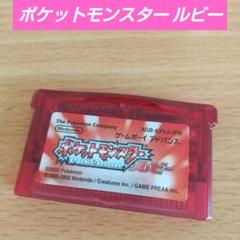 ポケットモンスター ルビー
The Pokémon Company
Nintendo
AGB-AXVJ-JPN
ゲームボーイ アドバンス
ポケットモンスター
ルビー
©2002 Pokémon
©1995-2002 Nintendo / Creatures inc. / GAME FREAK inc.